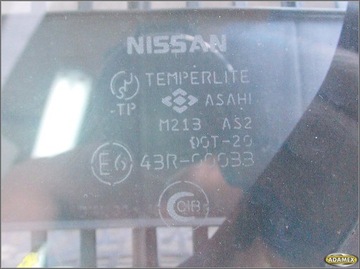 NISSAN
TEMPERLITE
-TP
ASAHI
M213 AS2
DOT-20
E6 43R-00033
ADAMEX